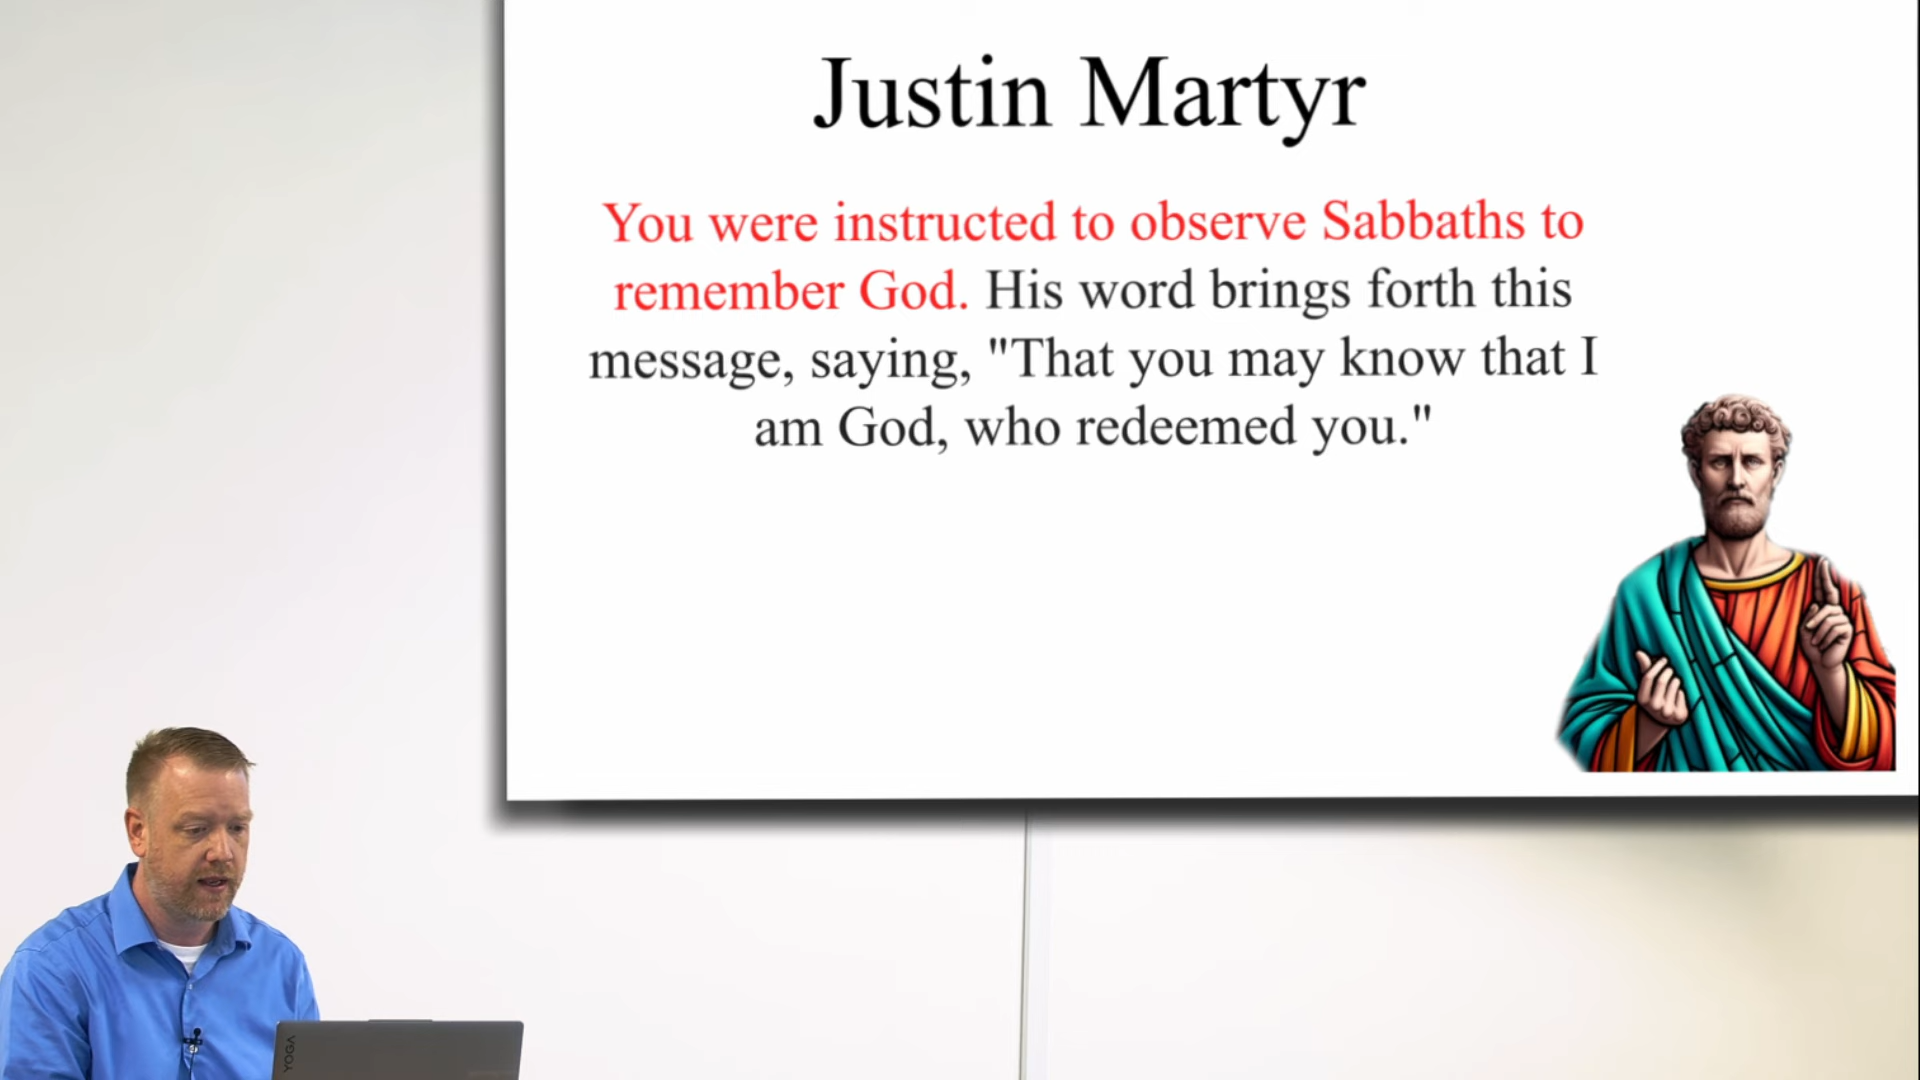 Justin Martyr
You were instructed to observe Sabbaths to
remember God. His word brings forth this
message, saying, "That you may know that I
am God, who redeemed you."
YOGA